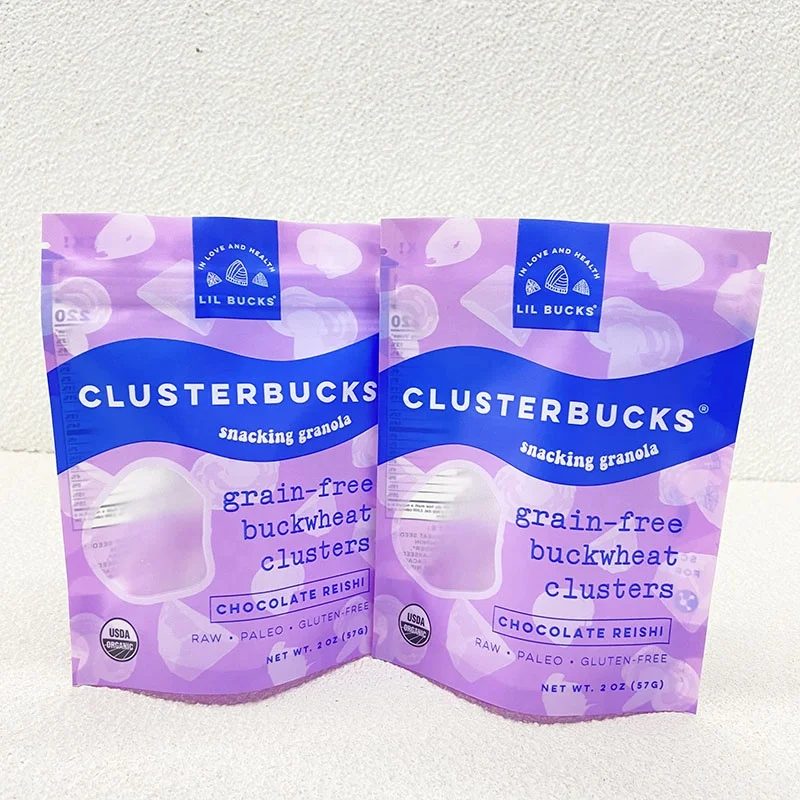 IN LOVE AND HEALTH
LIL BUCKS®
CLUSTERBUCKS
snacking granola
grain-free
buckwheat
clusters
CHOCOLATE REISHI
RAW • PALEO • GLUTEN-FREE
NET WT. 2 OZ (57G)
USDA
ORGANIC
220
IN LOVE AND HEALTH
LIL BUCKS®
CLUSTERBUCKS®
snacking granola
grain-free
buckwheat
clusters
CHOCOLATE REISHI
RAW • PALEO • GLUTEN-FREE
NET WT. 2 OZ (57G)
USDA
ORGANIC